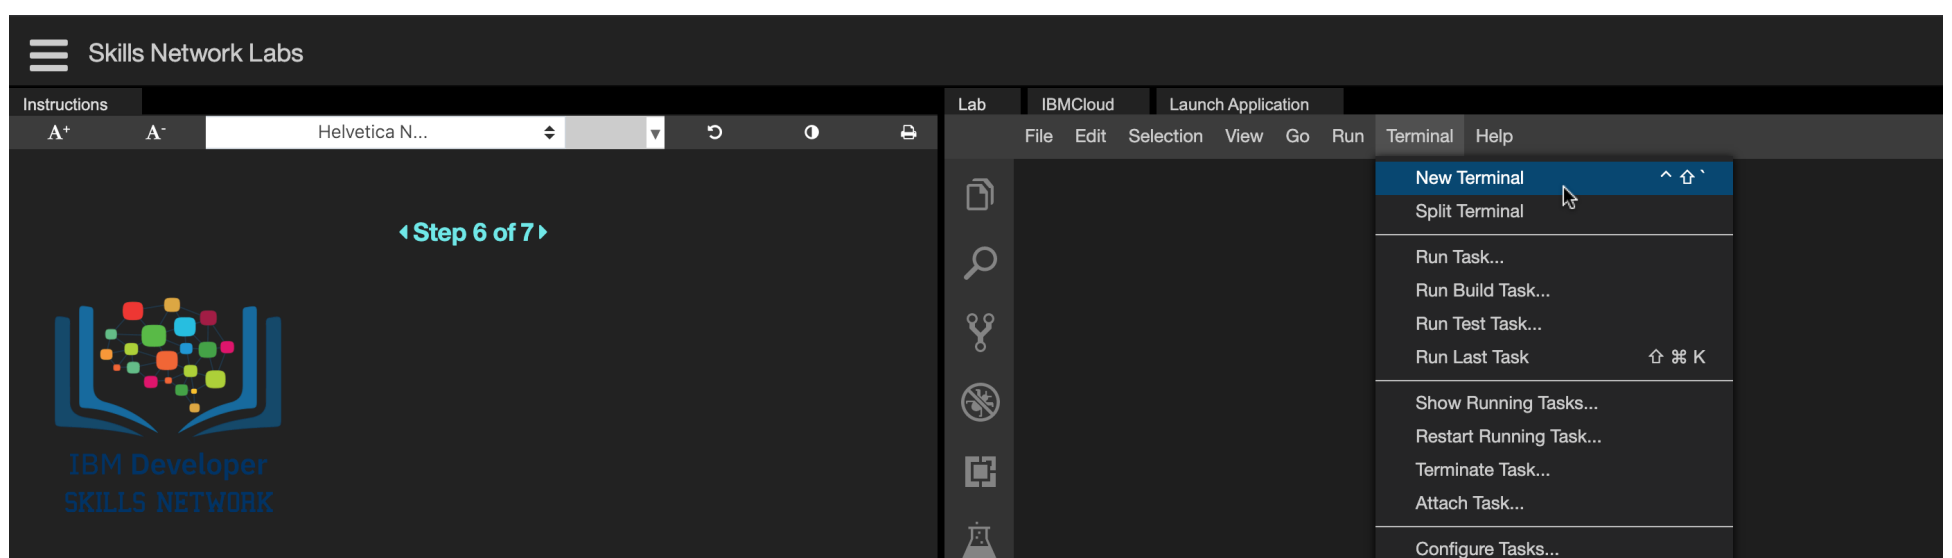 Skills Network Labs
Instructions
A+ A- Helvetica N...
Step 6 of 7
IBM Developer
SKILLS NETWORK
Lab IBMCloud Launch Application
File Edit Selection View Go Run Terminal Help
New Terminal ^ ⇧ `
Split Terminal
Run Task...
Run Build Task...
Run Test Task...
Run Last Task ⇧ ⌘ K
Show Running Tasks...
Restart Running Task...
Terminate Task...
Attach Task...
Configure Tasks...